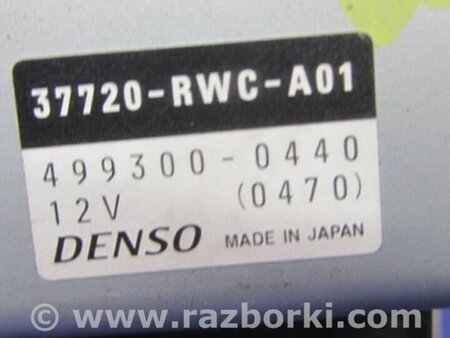 37720-RWC-A01
499300-0440
12V (0470)
DENSO MADE IN JAPAN
© www.razborki.com